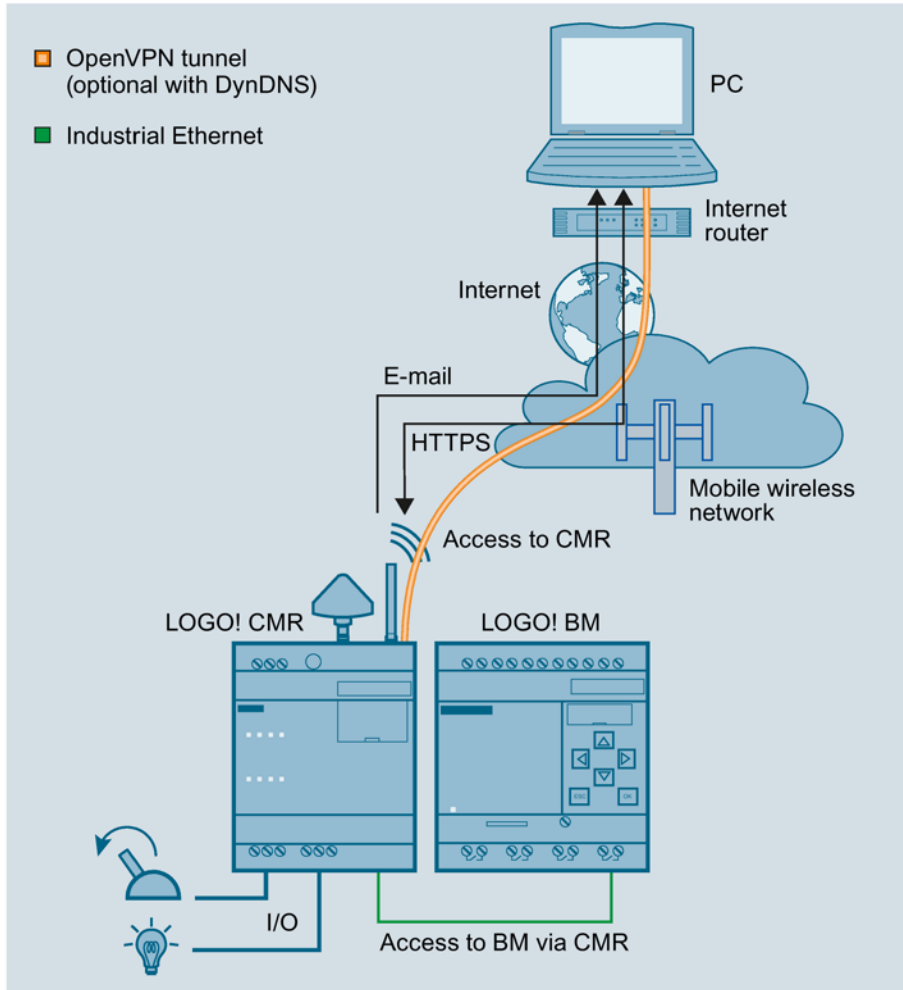 OpenVPN tunnel
(optional with DynDNS)
Industrial Ethernet
PC
Internet
router
Internet
E-mail
HTTPS
Mobile wireless
network
Access to CMR
LOGO! CMR
LOGO! BM
ESC
OK
I/O
Access to BM via CMR